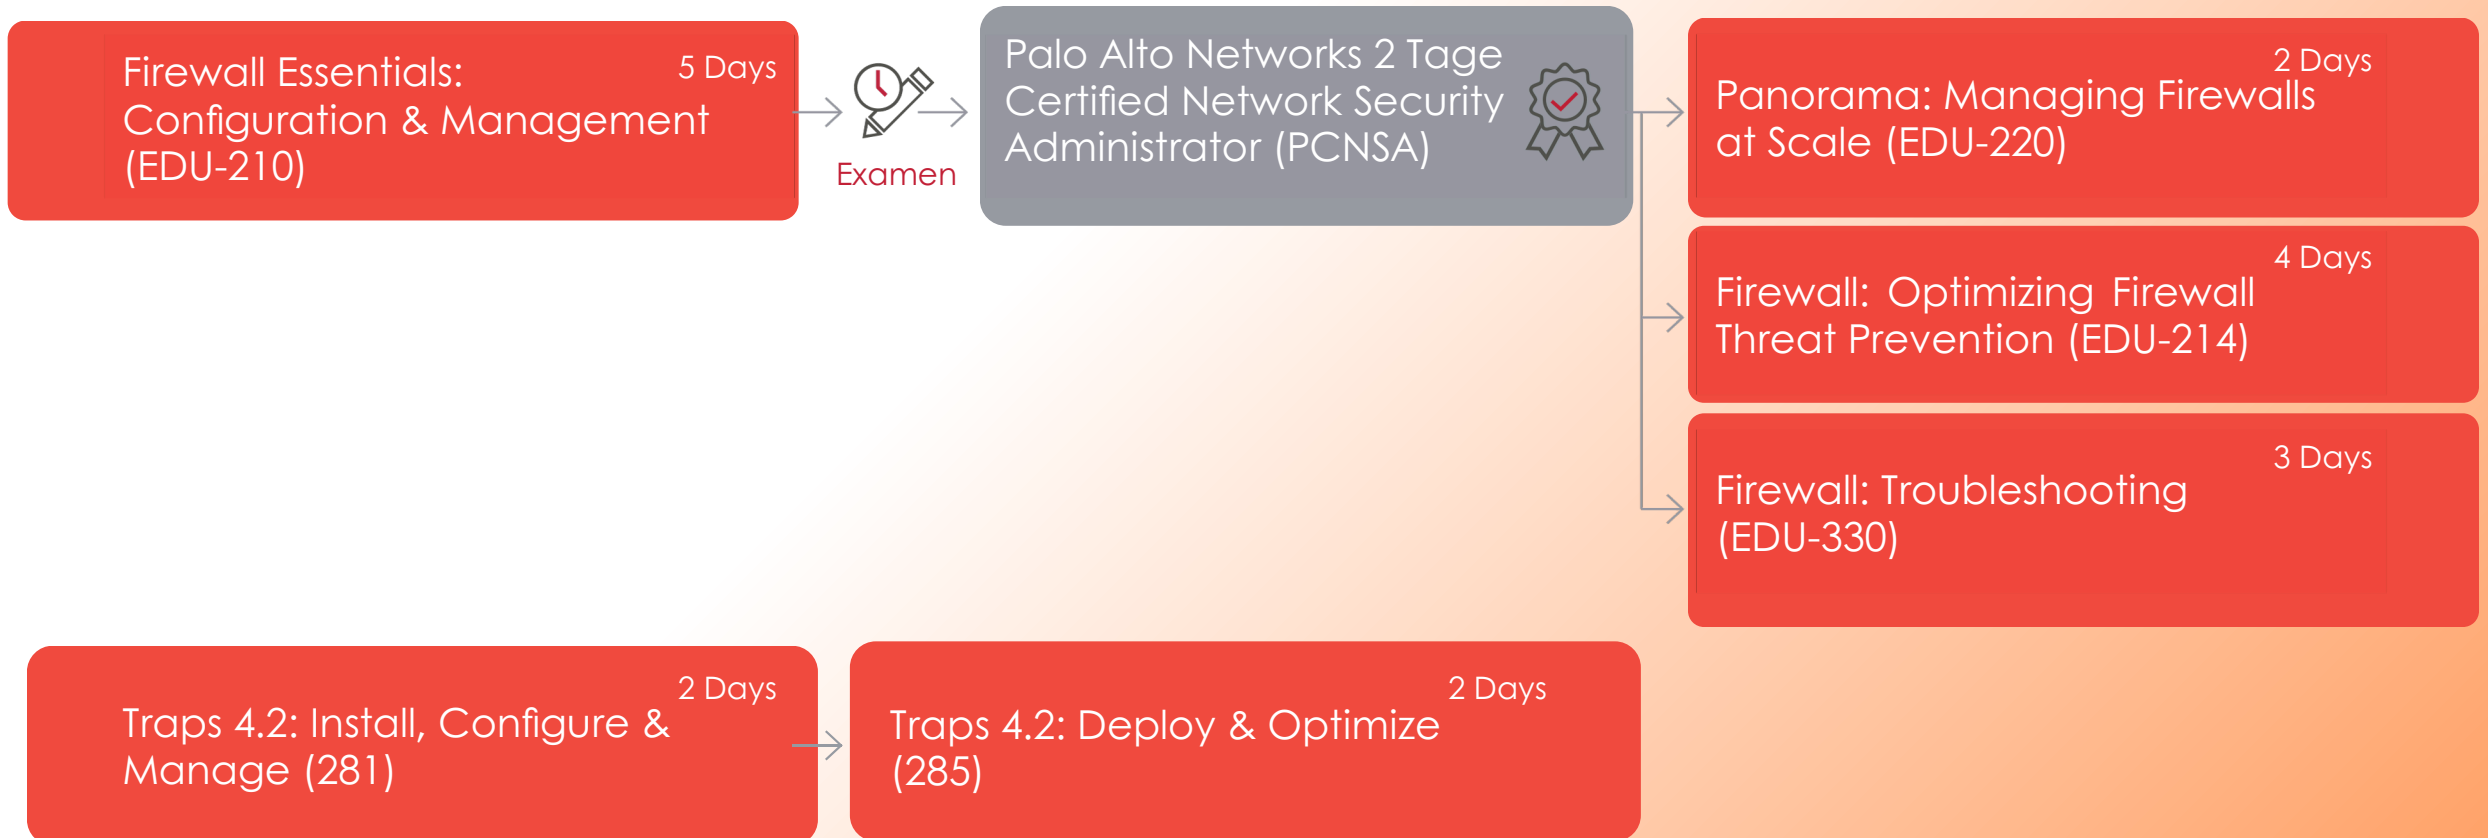 Firewall Essentials:
5 Days
Configuration & Management
(EDU-210)
Examen
Palo Alto Networks 2 Tage
Certified Network Security
Administrator (PCNSA)
2 Days
Panorama: Managing Firewalls
at Scale (EDU-220)
4 Days
Firewall: Optimizing Firewall
Threat Prevention (EDU-214)
3 Days
Firewall: Troubleshooting
(EDU-330)
2 Days
Traps 4.2: Install, Configure &
Manage (281)
2 Days
Traps 4.2: Deploy & Optimize
(285)